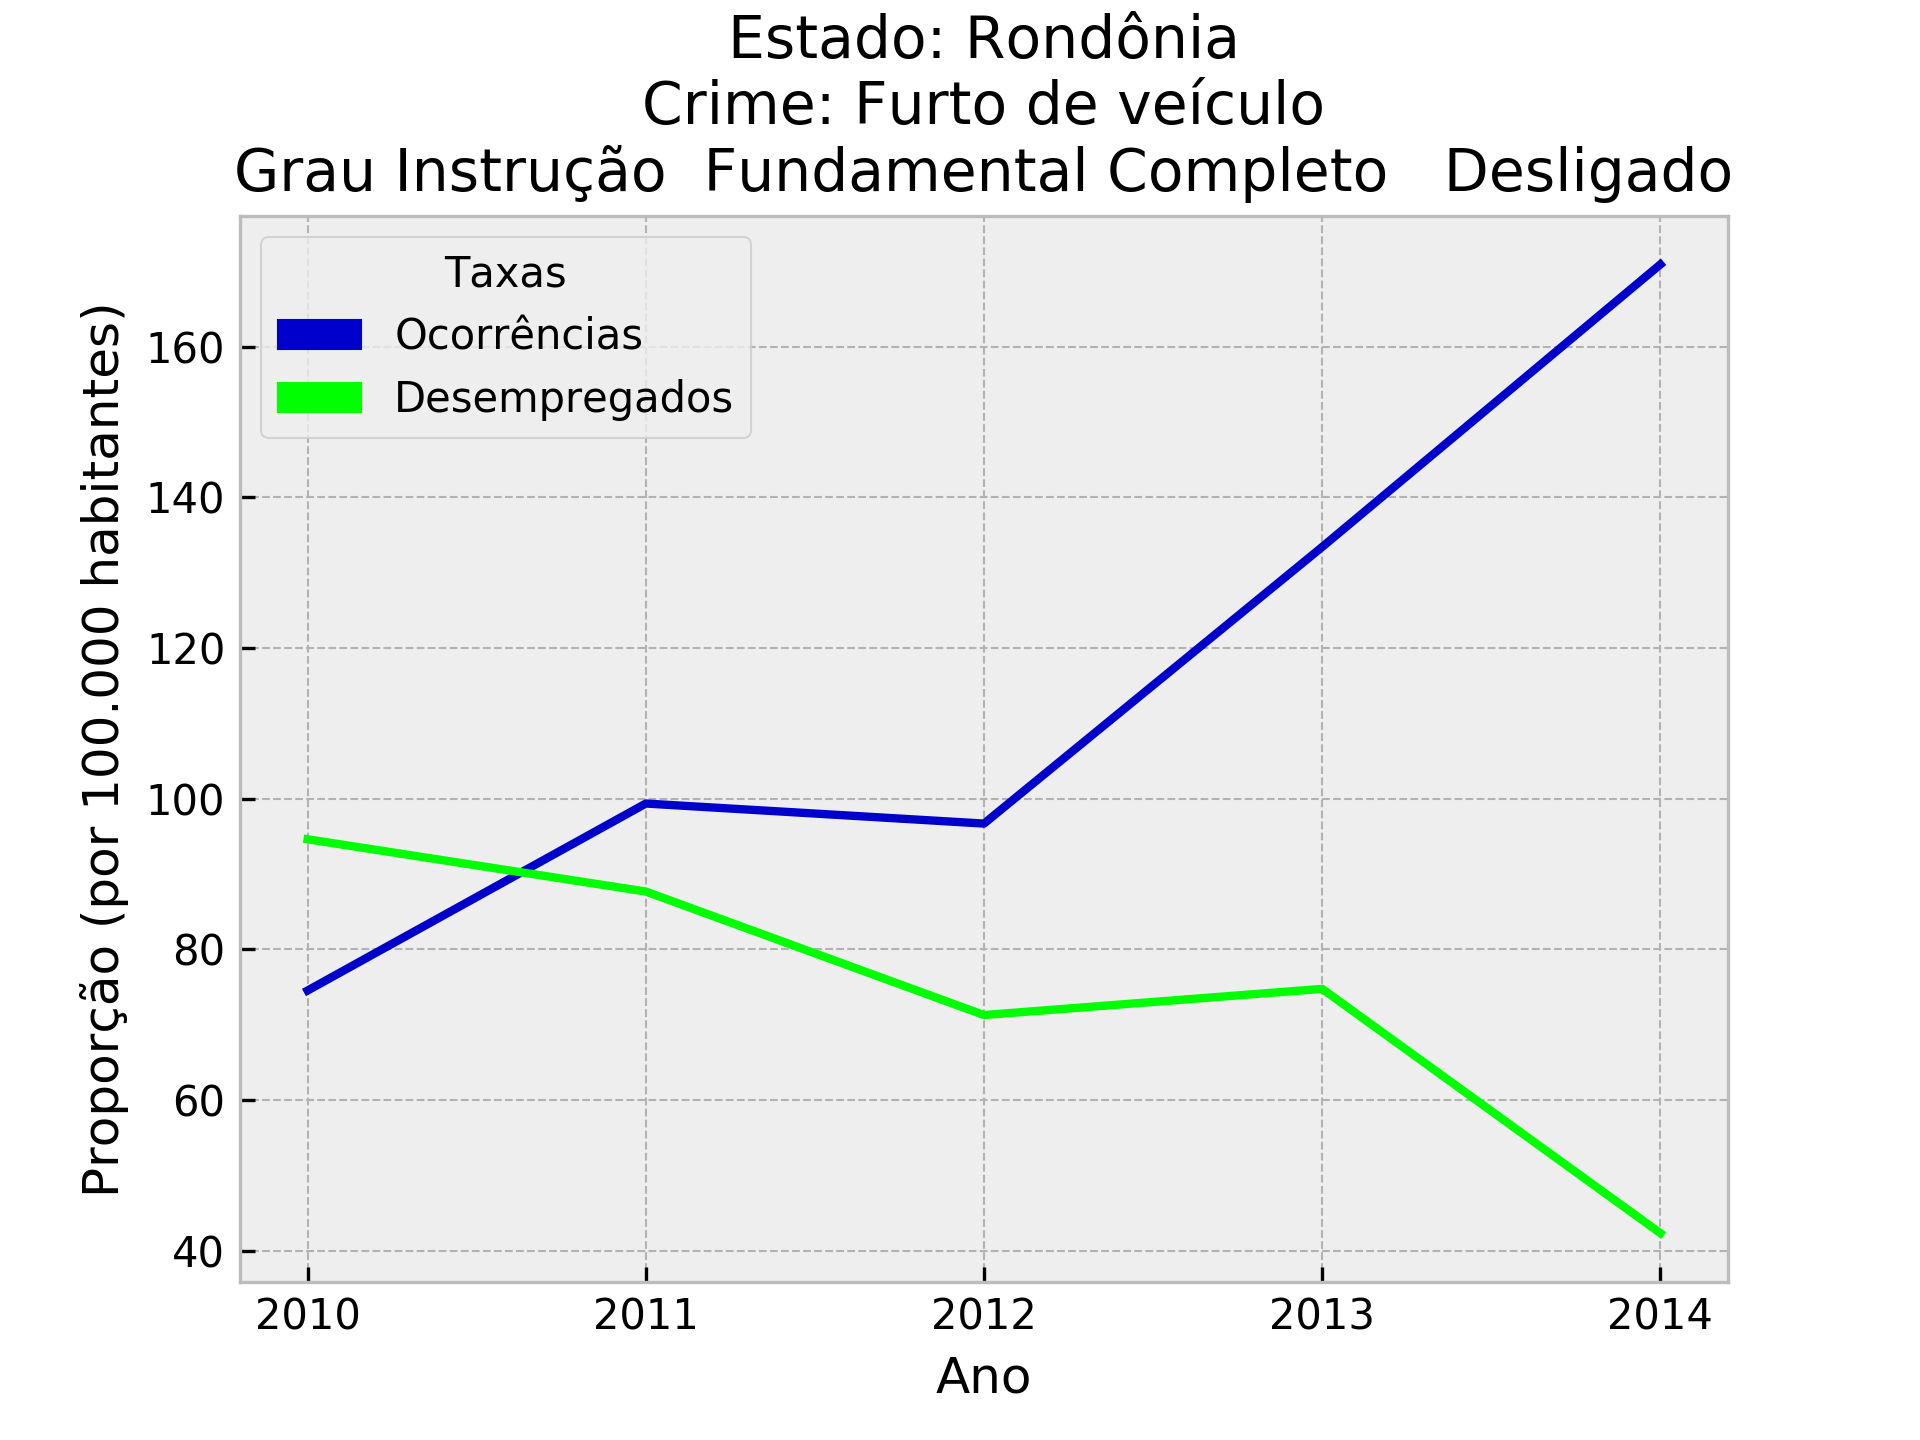 Estado: Rondônia
Crime: Furto de veículo
Grau Instrução  Fundamental Completo   Desligado
Taxas
Ocorrências
Desempregados
Proporção (por 100.000 habitantes)
160
140
120
100
80
60
40
2010 2011 2012 2013 2014
Ano